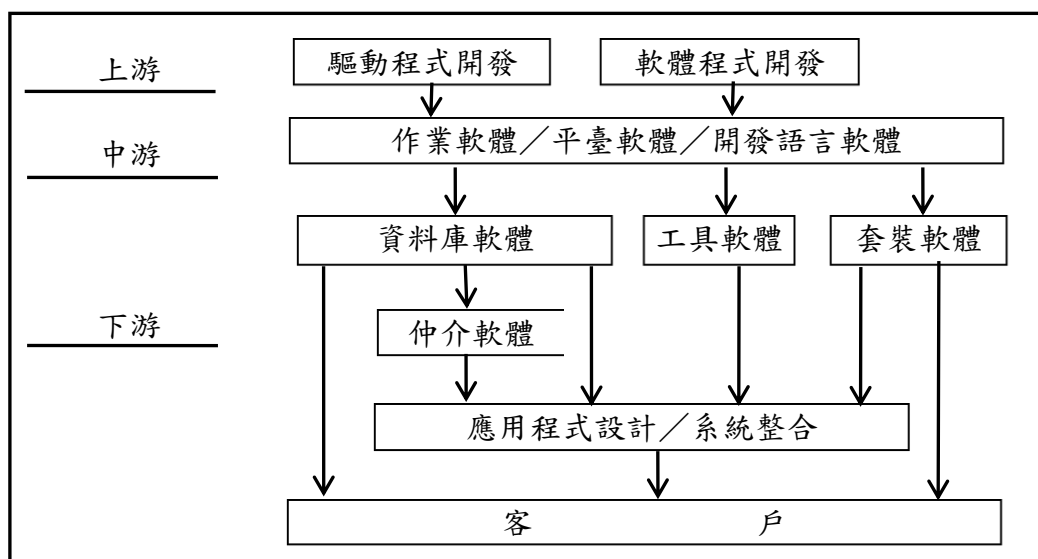 上游
驅動程式開發
軟體程式開發
中游
作業軟體／平臺軟體／開發語言軟體
資料庫軟體
工具軟體
套裝軟體
下游
仲介軟體
應用程式設計／系統整合
客 戶